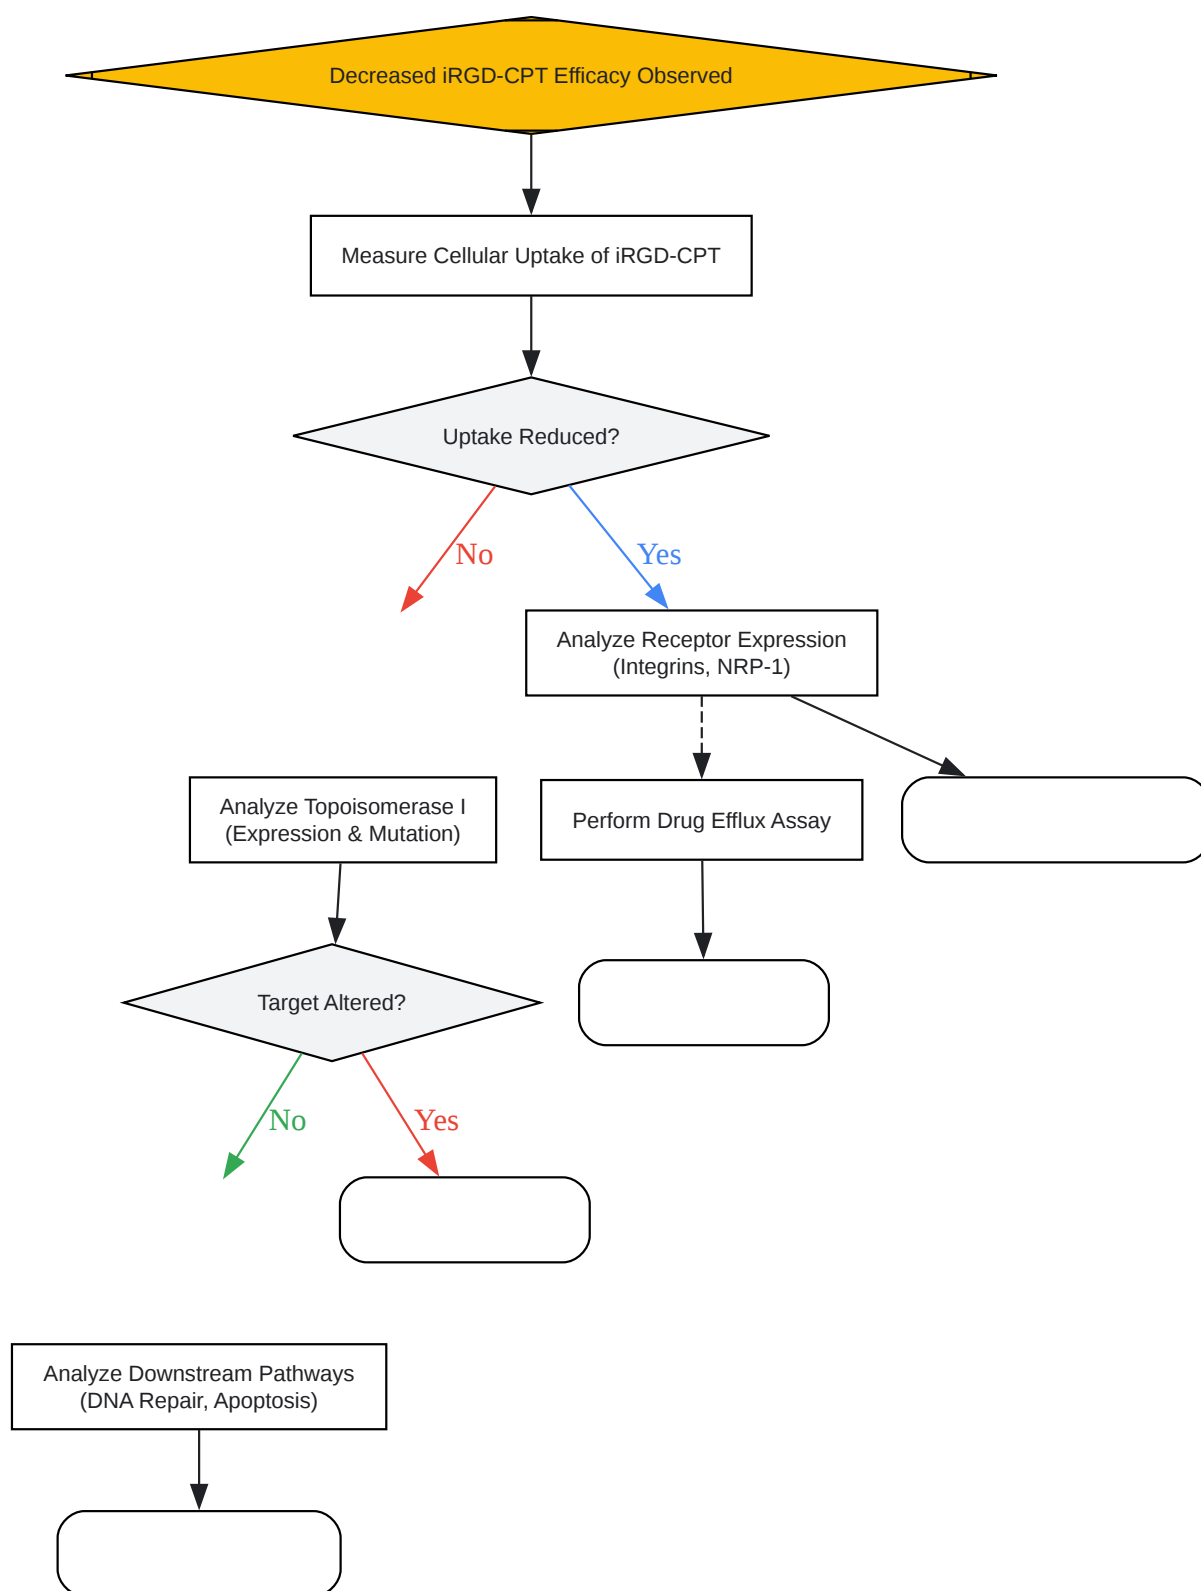 Decreased iRGD-CPT Efficacy Observed
Measure Cellular Uptake of iRGD-CPT
Uptake Reduced?
No
Yes
Analyze Receptor Expression
(Integrins, NRP-1)
Analyze Topoisomerase I
(Expression & Mutation)
Perform Drug Efflux Assay
Target Altered?
No
Yes
Analyze Downstream Pathways
(DNA Repair, Apoptosis)